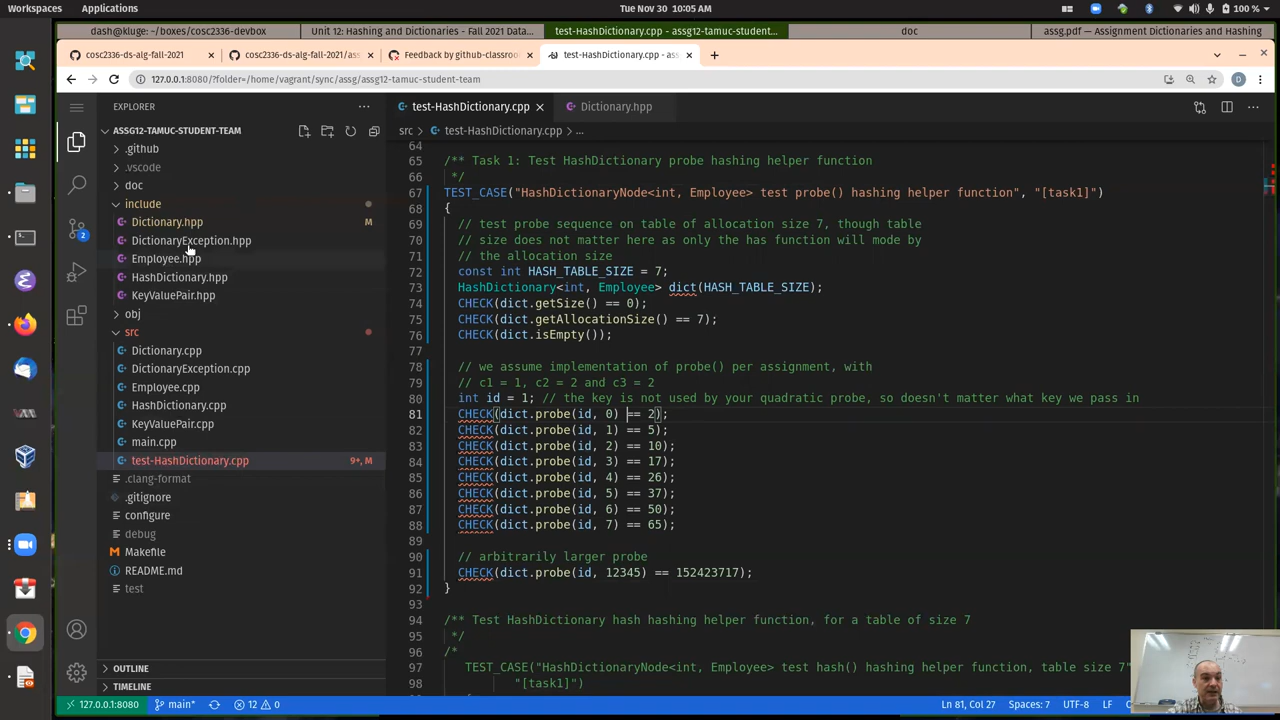 Workspaces
Applications
Tue Nov 30 10:05 AM
100 %
dash@kluge: ~/boxes/cosc2336-devbox
Unit 12: Hashing and Dictionaries - Fall 2021 Data...
test-HashDictionary.cpp - assg12-tamuc-student...
doc
assg.pdf — Assignment Dictionaries and Hashing
cosc2336-ds-alg-fall-2021
cosc2336-ds-alg-fall-2021/ass
Feedback by github-classroo
test-HashDictionary.cpp - ass
127.0.0.1:8080/?folder=/home/vagrant/sync/assg/assg12-tamuc-student-team
D
EXPLORER
test-HashDictionary.cpp
Dictionary.hpp
ASSG12-TAMUC-STUDENT-TEAM
.github
.vscode
doc
include
Dictionary.hpp M
DictionaryException.hpp
Employee.hpp
HashDictionary.hpp
KeyValuePair.hpp
obj
src
Dictionary.cpp
DictionaryException.cpp
Employee.cpp
HashDictionary.cpp
KeyValuePair.cpp
main.cpp
test-HashDictionary.cpp 9+, M
.clang-format
.gitignore
configure
debug
Makefile
README.md
test
OUTLINE
TIMELINE
2
src > test-HashDictionary.cpp > ...
64
65 /** Task 1: Test HashDictionary probe hashing helper function
66 */
67 TEST_CASE("HashDictionaryNode<int, Employee> test probe() hashing helper function", "[task1]")
68 {
69 // test probe sequence on table of allocation size 7, though table
70 // size does not matter here as only the has function will mode by
71 // the allocation size
72 const int HASH_TABLE_SIZE = 7;
73 HashDictionary<int, Employee> dict(HASH_TABLE_SIZE);
74 CHECK(dict.getSize() == 0);
75 CHECK(dict.getAllocationSize() == 7);
76 CHECK(dict.isEmpty());
77
78 // we assume implementation of probe() per assignment, with
79 // c1 = 1, c2 = 2 and c3 = 2
80 int id = 1; // the key is not used by your quadratic probe, so doesn't matter what key we pass in
81 CHECK(dict.probe(id, 0) == 2);
82 CHECK(dict.probe(id, 1) == 5);
83 CHECK(dict.probe(id, 2) == 10);
84 CHECK(dict.probe(id, 3) == 17);
85 CHECK(dict.probe(id, 4) == 26);
86 CHECK(dict.probe(id, 5) == 37);
87 CHECK(dict.probe(id, 6) == 50);
88 CHECK(dict.probe(id, 7) == 65);
89
90 // arbitrarily larger probe
91 CHECK(dict.probe(id, 12345) == 152423717);
92 }
93
94 /** Test HashDictionary hash hashing helper function, for a table of size 7
95 */
96 /*
97 TEST_CASE("HashDictionaryNode<int, Employee> test hash() hashing helper function, table size 7"
98 "[task1]")
127.0.0.1:8080
main*
12 0
Ln 81, Col 27
Spaces: 7
UTF-8
LF